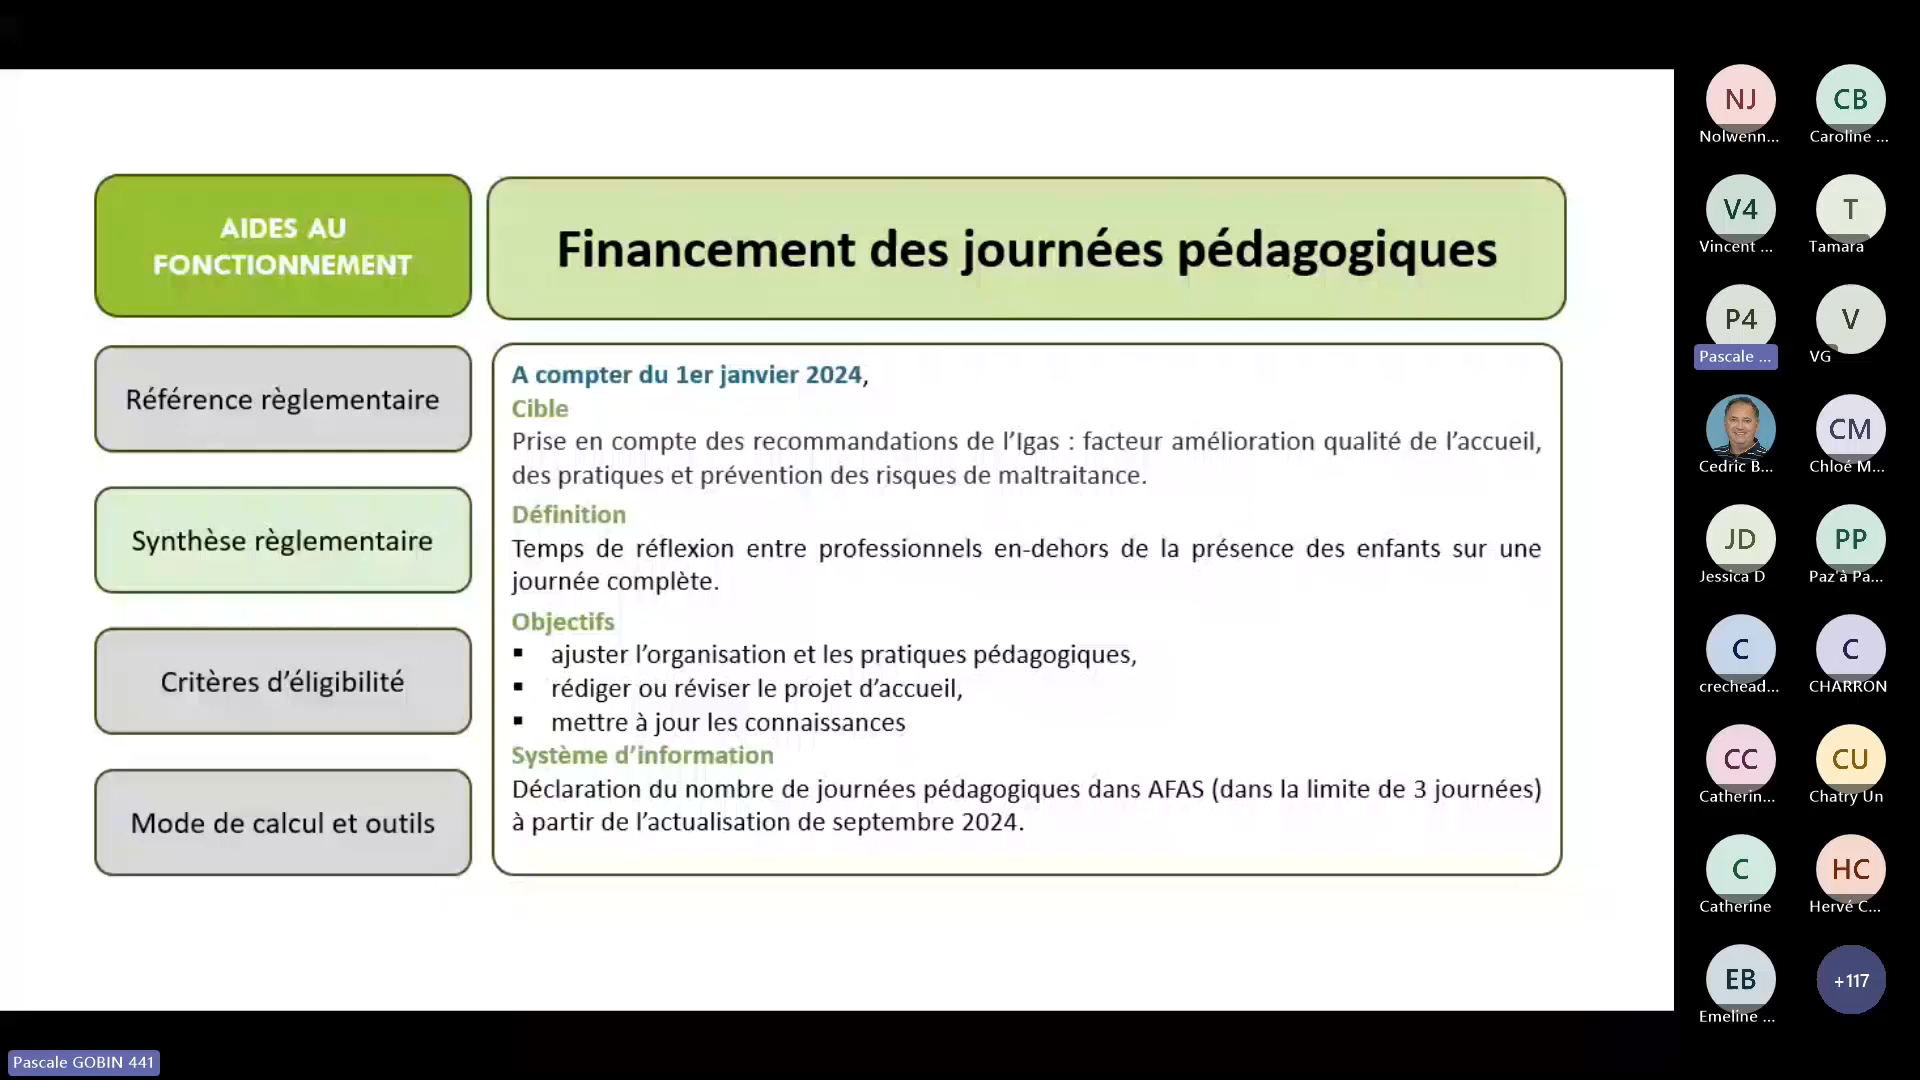 AIDES AU
FONCTIONNEMENT
Financement des journées pédagogiques
Référence règlementaire
Synthèse règlementaire
Critères d’éligibilité
Mode de calcul et outils
A compter du 1er janvier 2024,
Cible
Prise en compte des recommandations de l’Igas : facteur amélioration qualité de l’accueil,
des pratiques et prévention des risques de maltraitance.
Définition
Temps de réflexion entre professionnels en-dehors de la présence des enfants sur une
journée complète.
Objectifs
▪ ajuster l’organisation et les pratiques pédagogiques,
▪ rédiger ou réviser le projet d’accueil,
▪ mettre à jour les connaissances
Système d’information
Déclaration du nombre de journées pédagogiques dans AFAS (dans la limite de 3 journées)
à partir de l’actualisation de septembre 2024.
NJ
Nolwenn...
CB
Caroline ...
V4
Vincent ...
T
Tamara
P4
Pascale ...
V
VG
Cedric B...
CM
Chloé M...
JD
Jessica D
PP
Paz'à Pa...
C
crechead...
C
CHARRON
CC
Catherin...
CU
Chatry Un
C
Catherine
HC
Hervé C...
EB
Emeline ...
+117
Pascale GOBIN 441